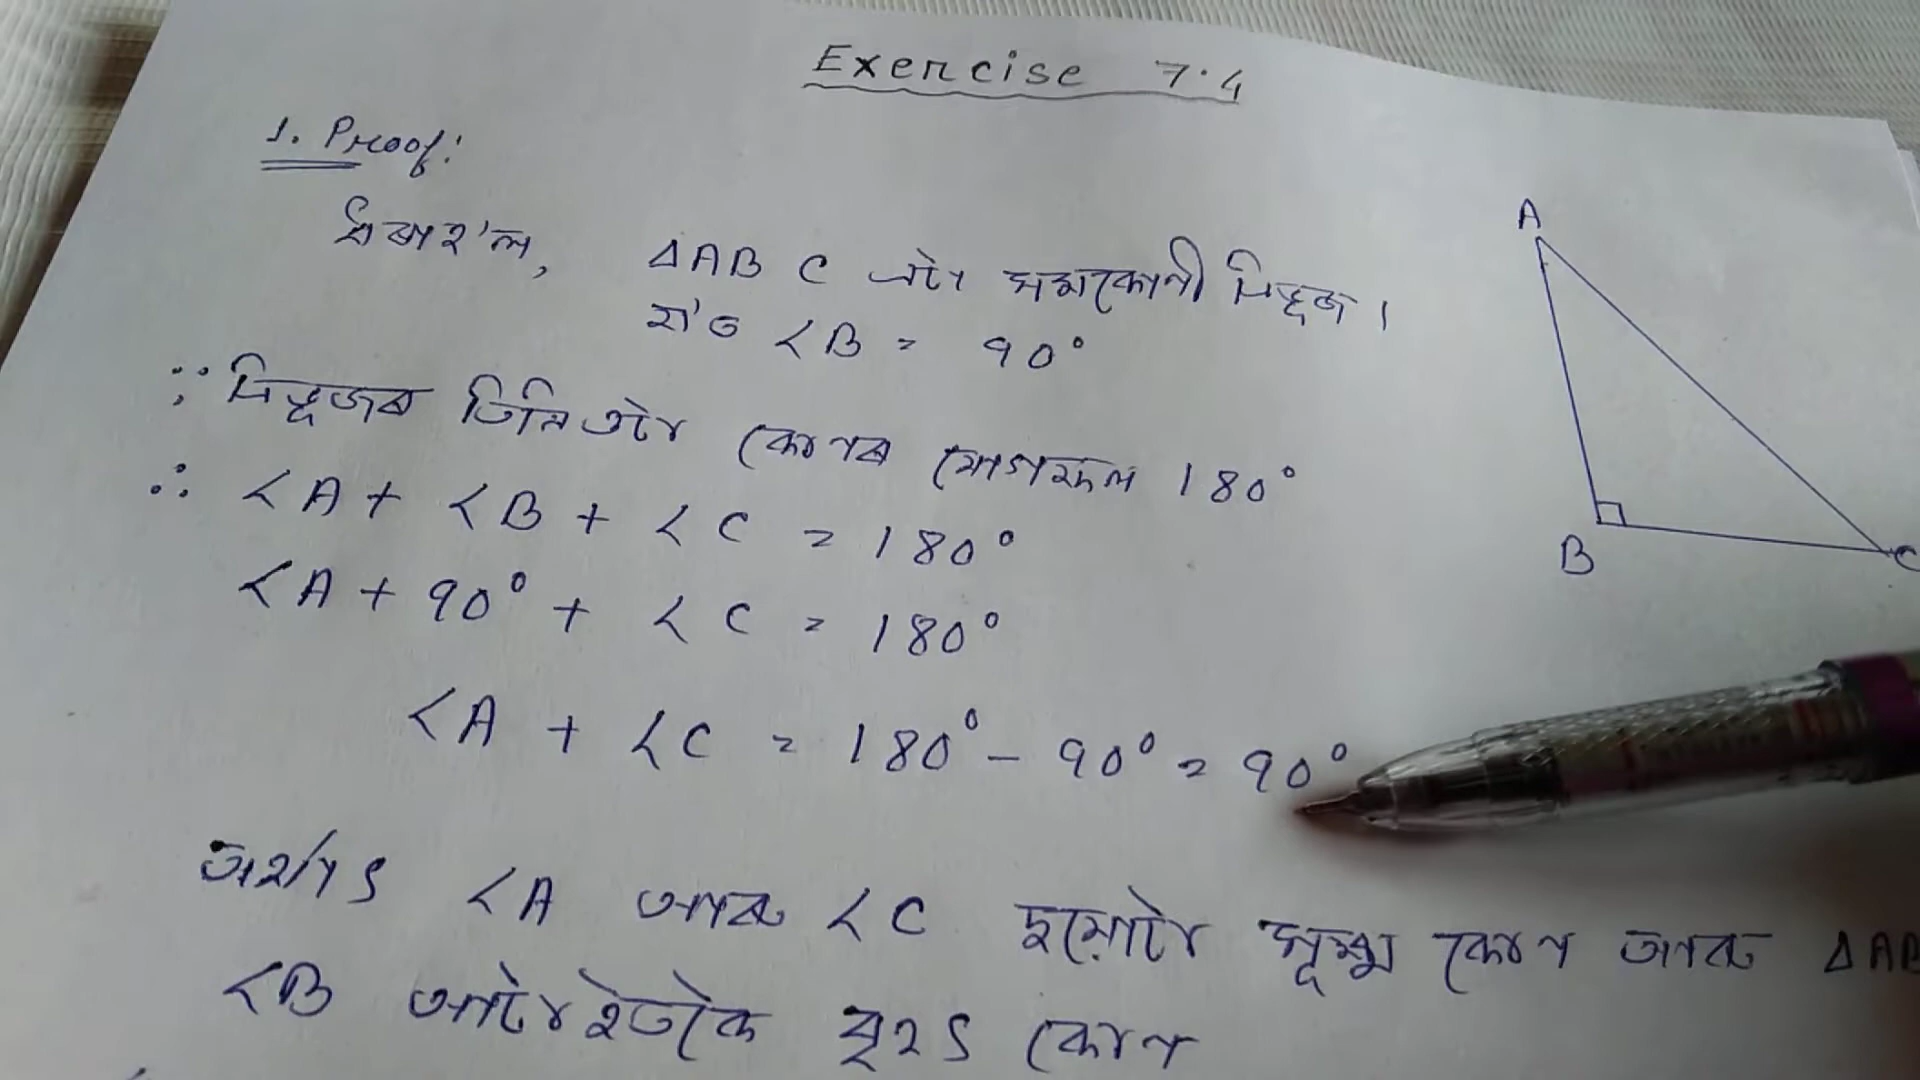 Exercise 7.4
1. Proof:
ধৰাহ'ল, ΔABC এটা সমকোণী ত্ৰিভুজ।
য'ত <B = 90°
∵ ত্ৰিভুজৰ তিনিওটা কোণৰ যোগফল 180°
∴ <A + <B + <C = 180°
<A + 90° + <C = 180°
<A + <C = 180° - 90° = 90°
অৰ্থাৎ <A আৰু <C দুয়োটা সূক্ষ্ম কোণ আৰু ΔAB
<B আটাইতকৈ বৃহৎ কোণ
A
B
C